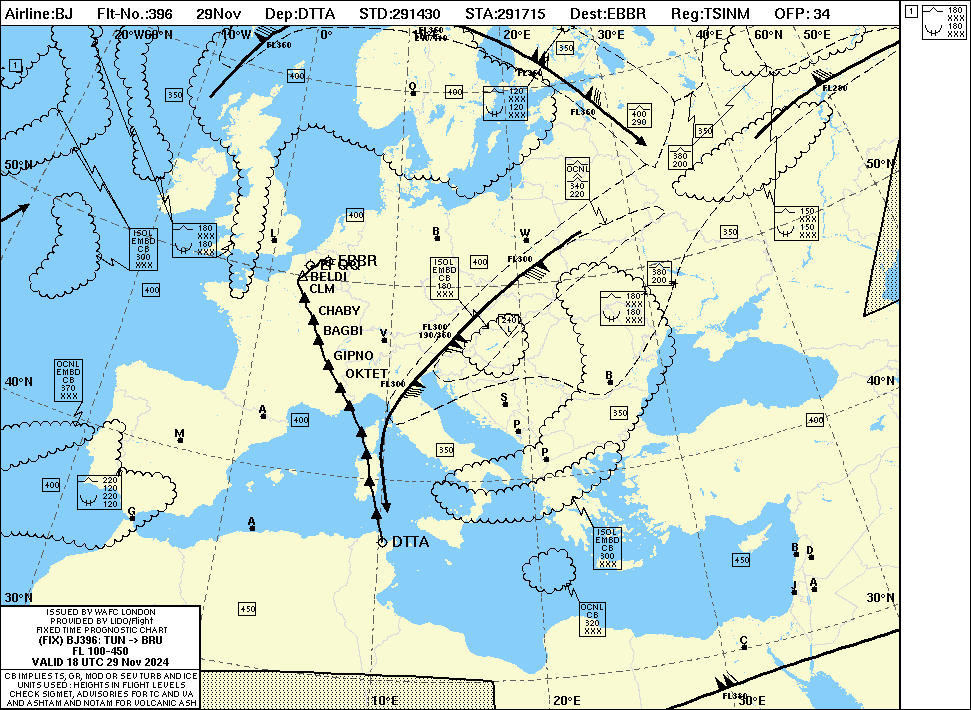 Airline:BJ Flt-No:396 29Nov Dep:DTTA STD:291430 STA:291715 Dest:EBBR Reg:TSINM OFP: 34
1
180
XXX
180
XXX
20°W 60°N 10°W 0° 20°E 30°E 40°E 60°N 50°E
FL360
FL360
350
1
400
FL360
FL280
350
O
400
120
XXX
120
XXX
FL360
400
290
350
50°N
380
200
50°N
OCNL
340
220
150
XXX
150
XXX
400
ISOL
EMBD
CB
300
XXX
180
XXX
180
XXX
L
B
W
350
EBBR
BELDI
CLM
ISOL
EMBD
CB
180
XXX
400
FL300
380
200
400
180
XXX
180
XXX
CHABY
BAGBI
240
L
FL300
190/360
V
GIPNO
OCNL
EMBD
CB
370
XXX
OKTET
40°N
FL300
B
40°N
S
A
400
350
400
M
P
350
P
400
220
120
220
120
G
A
DTTA
ISOL
EMBD
CB
300
XXX
450
B
D
J
A
30°N
30°N
450
OCNL
CB
320
XXX
C
ISSUED BY WAFC LONDON
PROVIDED BY LIDO/Flight
FIXED TIME PROGNOSTIC CHART
(FIX) BJ396: TUN -> BRU
FL 100-450
VALID 18 UTC 29 Nov 2024
CB IMPLIES TS, GR, MOD OR SEV TURB AND ICE
UNITS USED : HEIGHTS IN FLIGHT LEVELS
CHECK SIGMET, ADVISORIES FOR TC AND VA
AND ASHTAM AND NOTAM FOR VOLCANIC ASH
10°E 20°E FL380 30°E